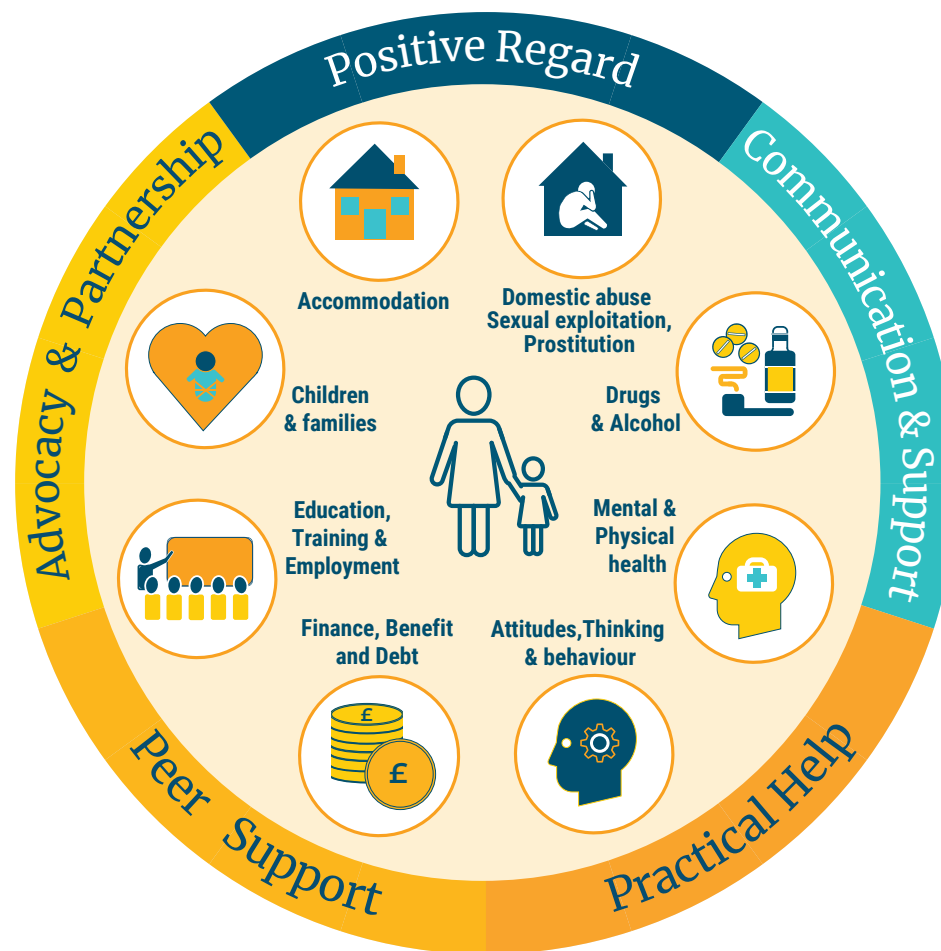 Positive Regard
Communication & Support
Practical Help
Peer Support
Advocacy & Partnership
Accommodation
Domestic abuse
Sexual exploitation,
Prostitution
Drugs
& Alcohol
Mental &
Physical
health
Attitudes,Thinking
& behaviour
Finance, Benefit
and Debt
£
£
Education,
Training &
Employment
Children
& families